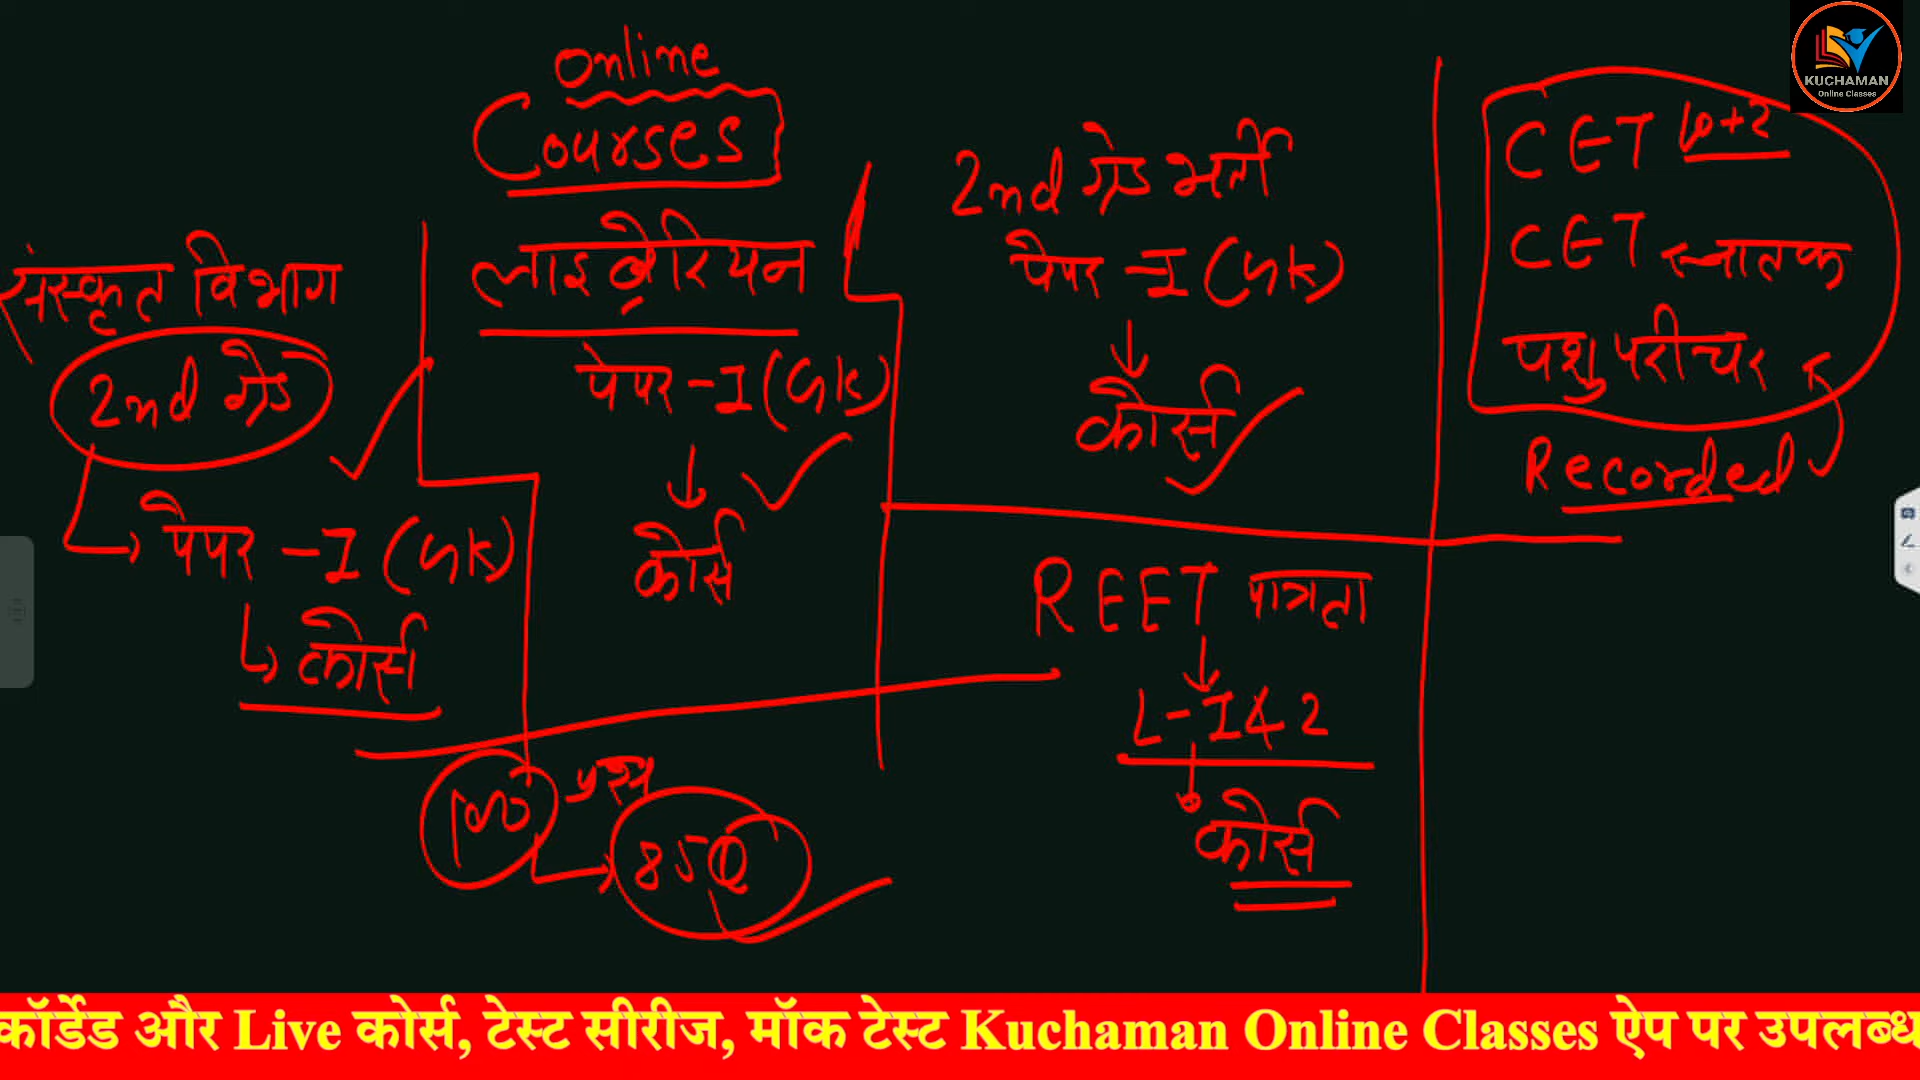 Online
Courses
संस्कृत विभाग
2nd ग्रेड
पेपर -I (GK)
कोर्स
लाइब्रेरियन
पेपर -I (GK)
कोर्स
2nd ग्रेड भर्ती
पेपर -I (GK)
कोर्स
CET 10+2
CET स्नातक
पशु परीचर
Recorded
REET पात्रता
L-I & 2
कोर्स
100 प्रश्न
850
KUCHAMAN
Online Classes
कॉर्डेड और Live कोर्स, टेस्ट सीरीज, मॉक टेस्ट Kuchaman Online Classes ऐप पर उपलब्ध